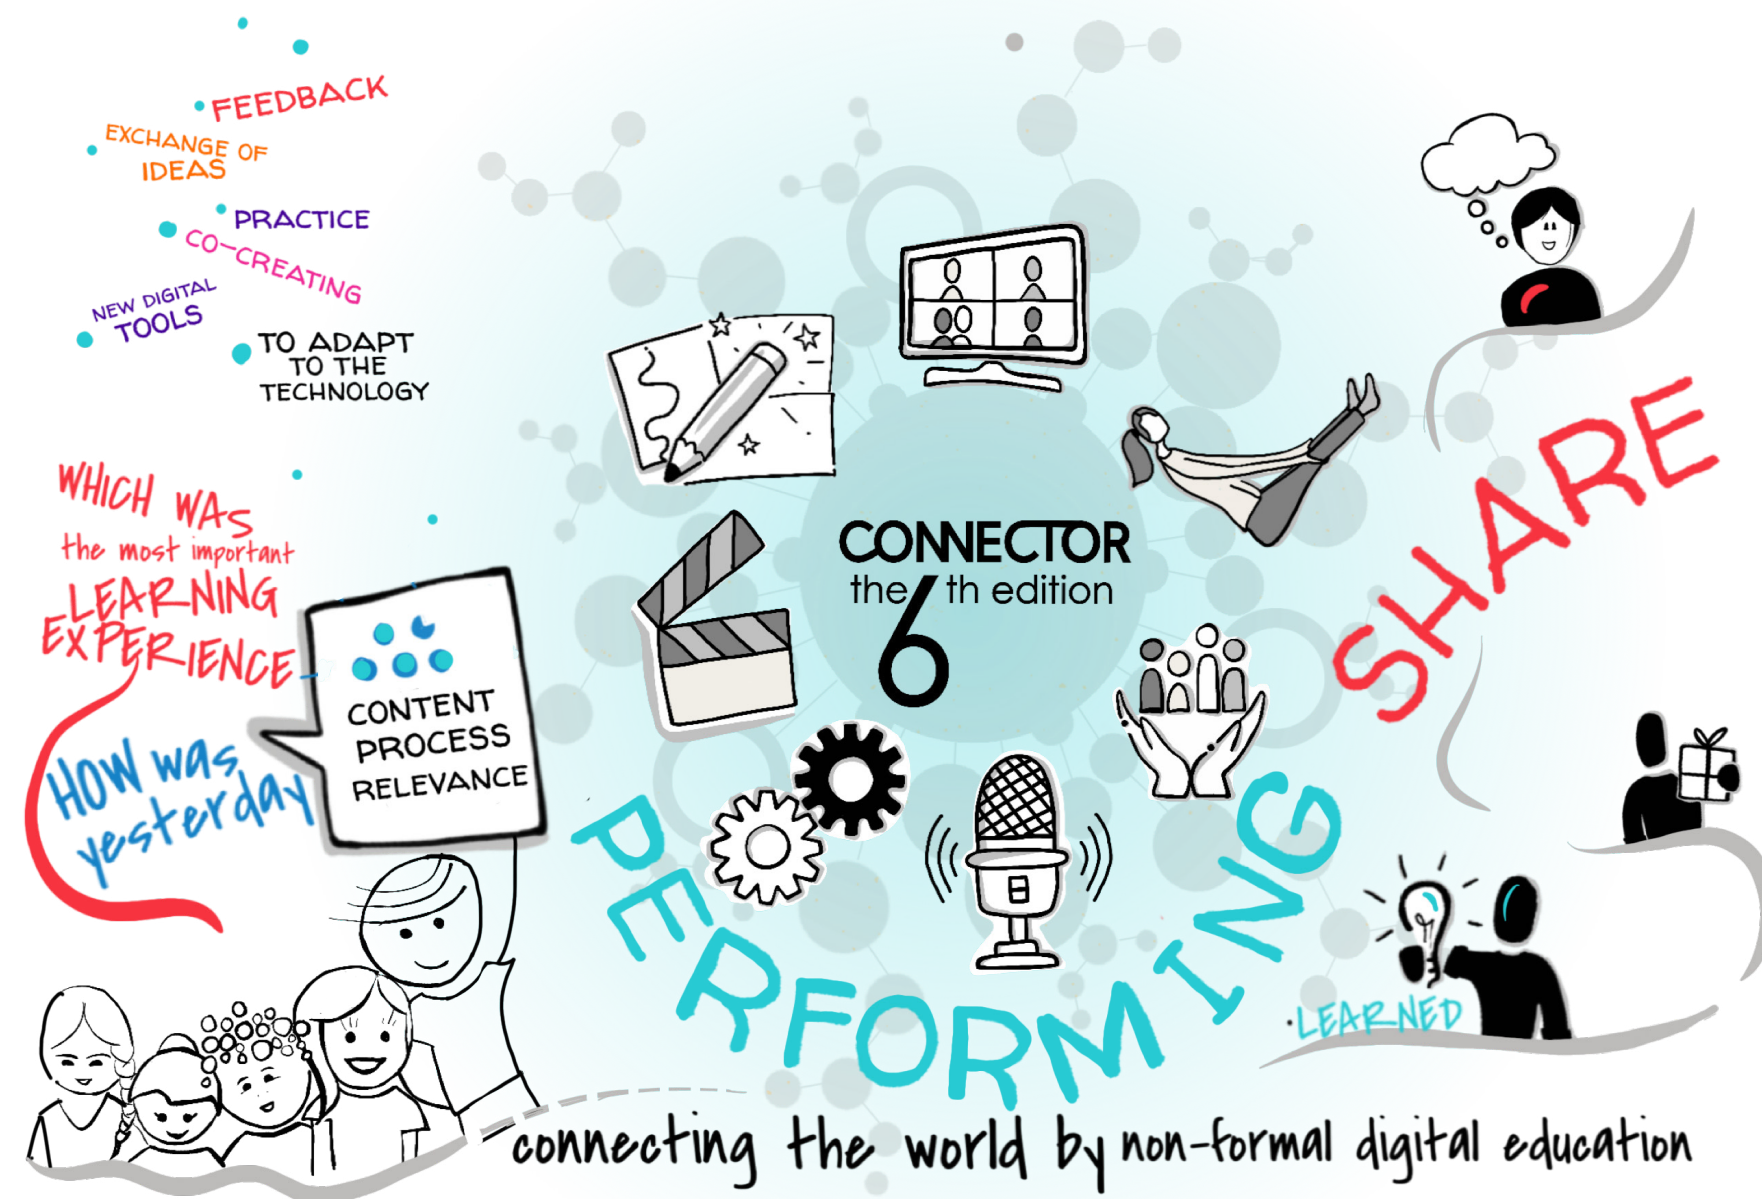 FEEDBACK
EXCHANGE OF
IDEAS
PRACTICE
CO-CREATING
NEW DIGITAL
TOOLS
TO ADAPT
TO THE
TECHNOLOGY
WHICH WAS
the most important
LEARNING
EXPERIENCE
HOW was
yesterday
CONTENT
PROCESS
RELEVANCE
CONNECTOR
the 6th edition
SHARE
PERFORMING
LEARNED
connecting the world by non-formal digital education